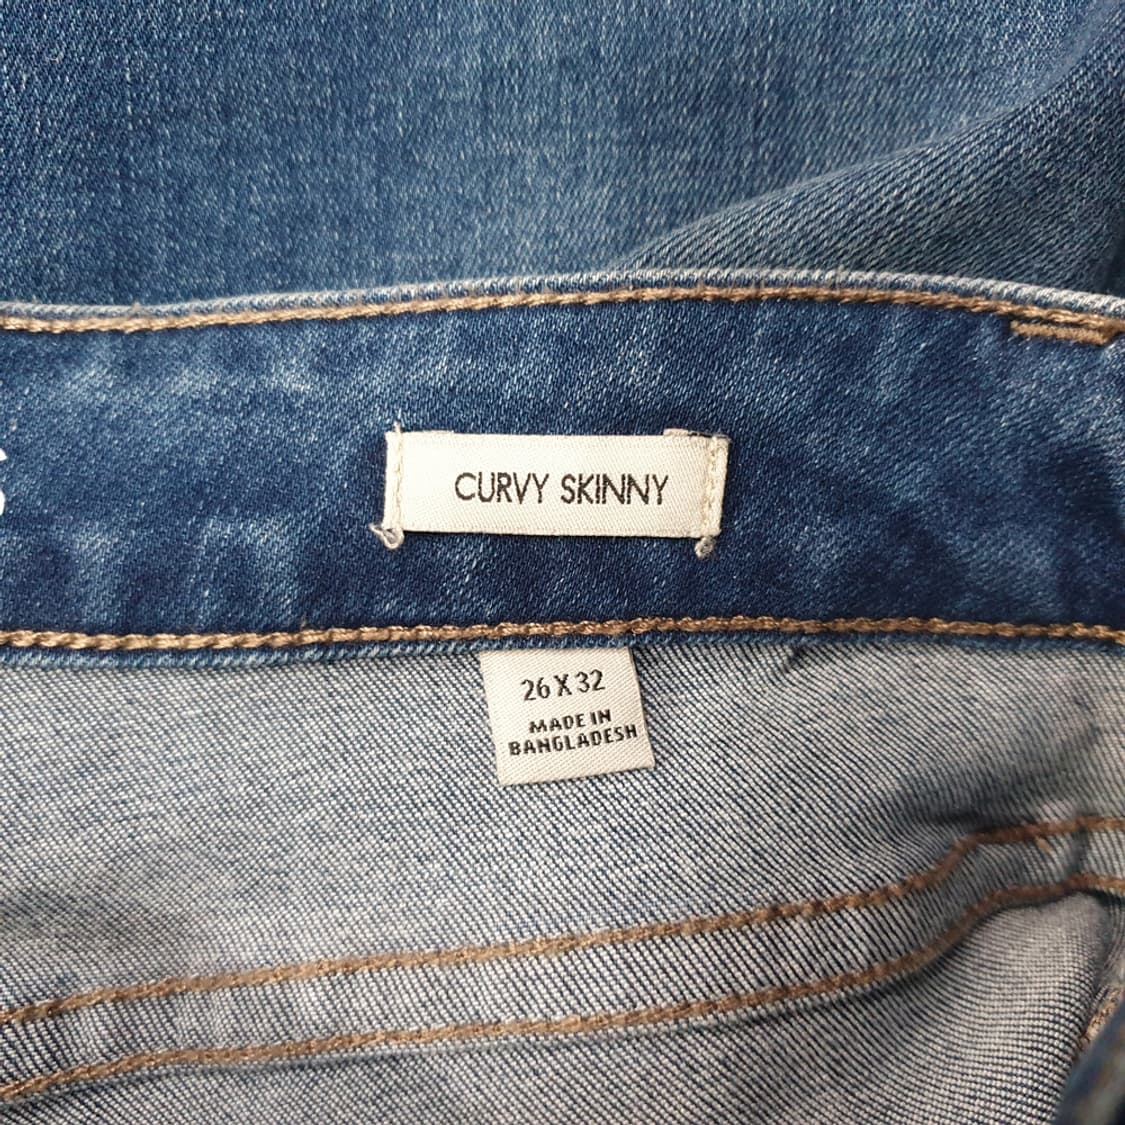 CURVY SKINNY
26 X 32
MADE IN
BANGLADESH